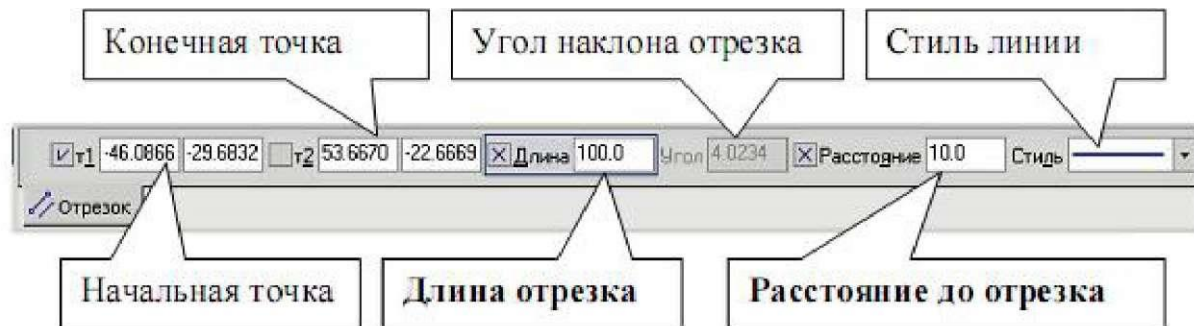 Конечная точка
Угол наклона отрезка
Стиль линии
т1 -46.0866 -29.6832 т2 53.6670 -22.6669 Длина 100.0 Угол 4.0234 Расстояние 10.0 Стиль
Отрезок
Начальная точка
Длина отрезка
Расстояние до отрезка